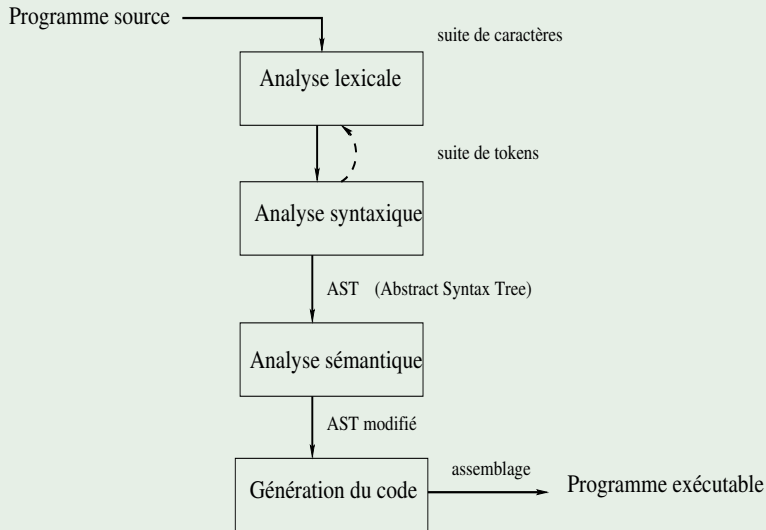 Programme source
suite de caractères
Analyse lexicale
suite de tokens
Analyse syntaxique
AST (Abstract Syntax Tree)
Analyse sémantique
AST modifié
Génération du code
assemblage
Programme exécutable